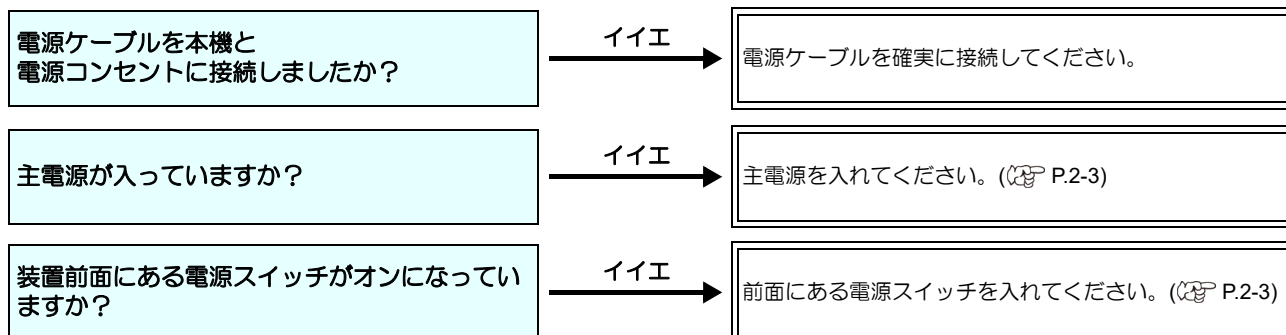 電源ケーブルを本機と
電源コンセントに接続しましたか？
イイエ
電源ケーブルを確実に接続してください。
主電源が入っていますか？
イイエ
主電源を入れてください。( P.2-3)
装置前面にある電源スイッチがオンになってい
ますか？
イイエ
前面にある電源スイッチを入れてください。( P.2-3)